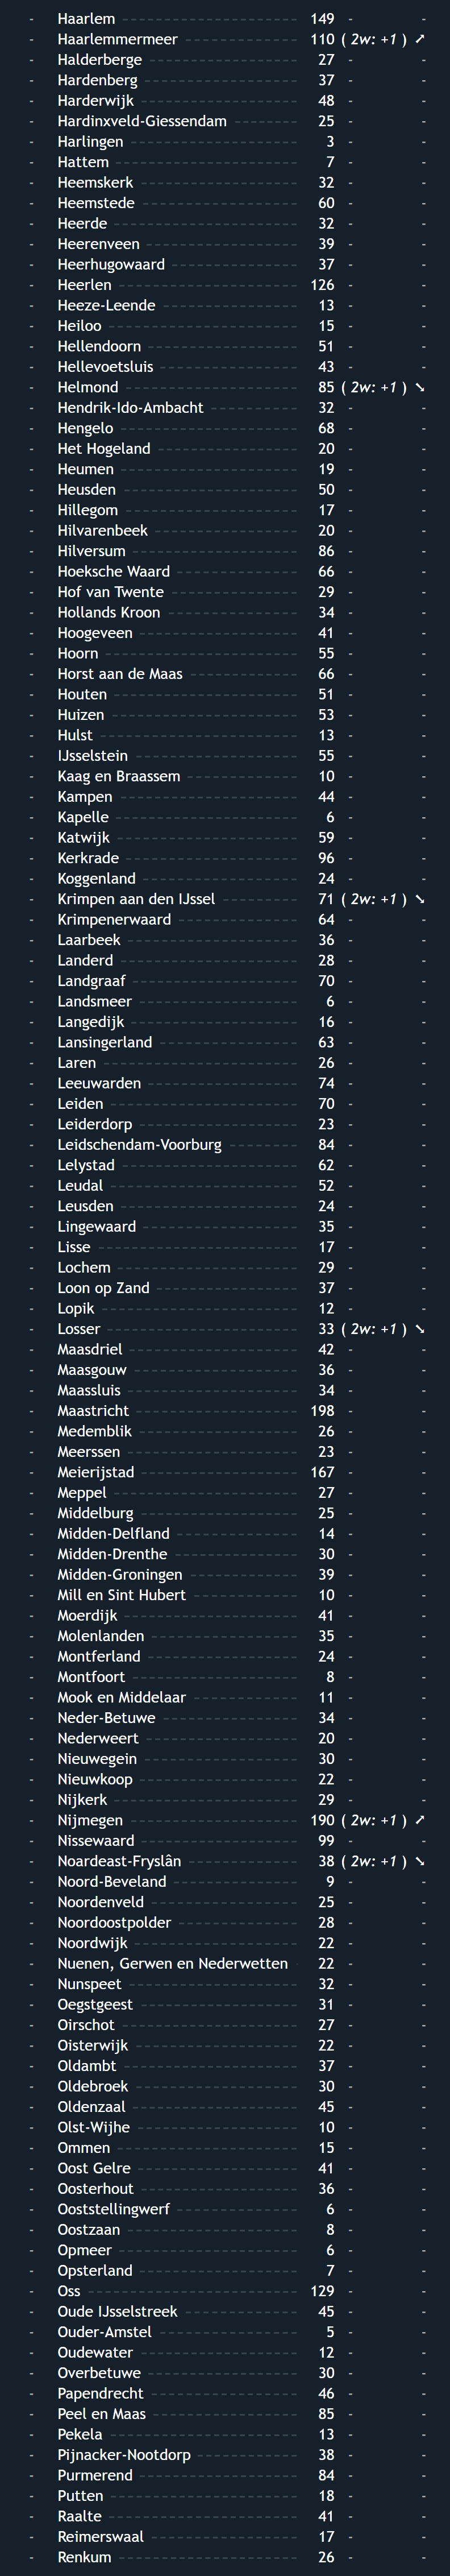 - Haarlem 149 - -
- Haarlemmermeer 110 ( 2w: +1 ) ➚
- Halderberge 27 - -
- Hardenberg 37 - -
- Harderwijk 48 - -
- Hardinxveld-Giessendam 25 - -
- Harlingen 3 - -
- Hattem 7 - -
- Heemskerk 32 - -
- Heemstede 60 - -
- Heerde 32 - -
- Heerenveen 39 - -
- Heerhugowaard 37 - -
- Heerlen 126 - -
- Heeze-Leende 13 - -
- Heiloo 15 - -
- Hellendoorn 51 - -
- Hellevoetsluis 43 - -
- Helmond 85 ( 2w: +1 ) ➘
- Hendrik-Ido-Ambacht 32 - -
- Hengelo 68 - -
- Het Hogeland 20 - -
- Heumen 19 - -
- Heusden 50 - -
- Hillegom 17 - -
- Hilvarenbeek 20 - -
- Hilversum 86 - -
- Hoeksche Waard 66 - -
- Hof van Twente 29 - -
- Hollands Kroon 34 - -
- Hoogeveen 41 - -
- Hoorn 55 - -
- Horst aan de Maas 66 - -
- Houten 51 - -
- Huizen 53 - -
- Hulst 13 - -
- IJsselstein 55 - -
- Kaag en Braassem 10 - -
- Kampen 44 - -
- Kapelle 6 - -
- Katwijk 59 - -
- Kerkrade 96 - -
- Koggenland 24 - -
- Krimpen aan den IJssel 71 ( 2w: +1 ) ➘
- Krimpenerwaard 64 - -
- Laarbeek 36 - -
- Landerd 28 - -
- Landgraaf 70 - -
- Landsmeer 6 - -
- Langedijk 16 - -
- Lansingerland 63 - -
- Laren 26 - -
- Leeuwarden 74 - -
- Leiden 70 - -
- Leiderdorp 23 - -
- Leidschendam-Voorburg 84 - -
- Lelystad 62 - -
- Leudal 52 - -
- Leusden 24 - -
- Lingewaard 35 - -
- Lisse 17 - -
- Lochem 29 - -
- Loon op Zand 37 - -
- Lopik 12 - -
- Losser 33 ( 2w: +1 ) ➘
- Maasdriel 42 - -
- Maasgouw 36 - -
- Maassluis 34 - -
- Maastricht 198 - -
- Medemblik 26 - -
- Meerssen 23 - -
- Meierijstad 167 - -
- Meppel 27 - -
- Middelburg 25 - -
- Midden-Delfland 14 - -
- Midden-Drenthe 30 - -
- Midden-Groningen 39 - -
- Mill en Sint Hubert 10 - -
- Moerdijk 41 - -
- Molenlanden 35 - -
- Montferland 24 - -
- Montfoort 8 - -
- Mook en Middelaar 11 - -
- Neder-Betuwe 34 - -
- Nederweert 20 - -
- Nieuwegein 30 - -
- Nieuwkoop 22 - -
- Nijkerk 29 - -
- Nijmegen 190 ( 2w: +1 ) ➚
- Nissewaard 99 - -
- Noardeast-Fryslân 38 ( 2w: +1 ) ➘
- Noord-Beveland 9 - -
- Noordenveld 25 - -
- Noordoostpolder 28 - -
- Noordwijk 22 - -
- Nuenen, Gerwen en Nederwetten 22 - -
- Nunspeet 32 - -
- Oegstgeest 31 - -
- Oirschot 27 - -
- Oisterwijk 22 - -
- Oldambt 37 - -
- Oldebroek 30 - -
- Oldenzaal 45 - -
- Olst-Wijhe 10 - -
- Ommen 15 - -
- Oost Gelre 41 - -
- Oosterhout 36 - -
- Ooststellingwerf 6 - -
- Oostzaan 8 - -
- Opmeer 6 - -
- Opsterland 7 - -
- Oss 129 - -
- Oude IJsselstreek 45 - -
- Ouder-Amstel 5 - -
- Oudewater 12 - -
- Overbetuwe 30 - -
- Papendrecht 46 - -
- Peel en Maas 85 - -
- Pekela 13 - -
- Pijnacker-Nootdorp 38 - -
- Purmerend 84 - -
- Putten 18 - -
- Raalte 41 - -
- Reimerswaal 17 - -
- Renkum 26 - -